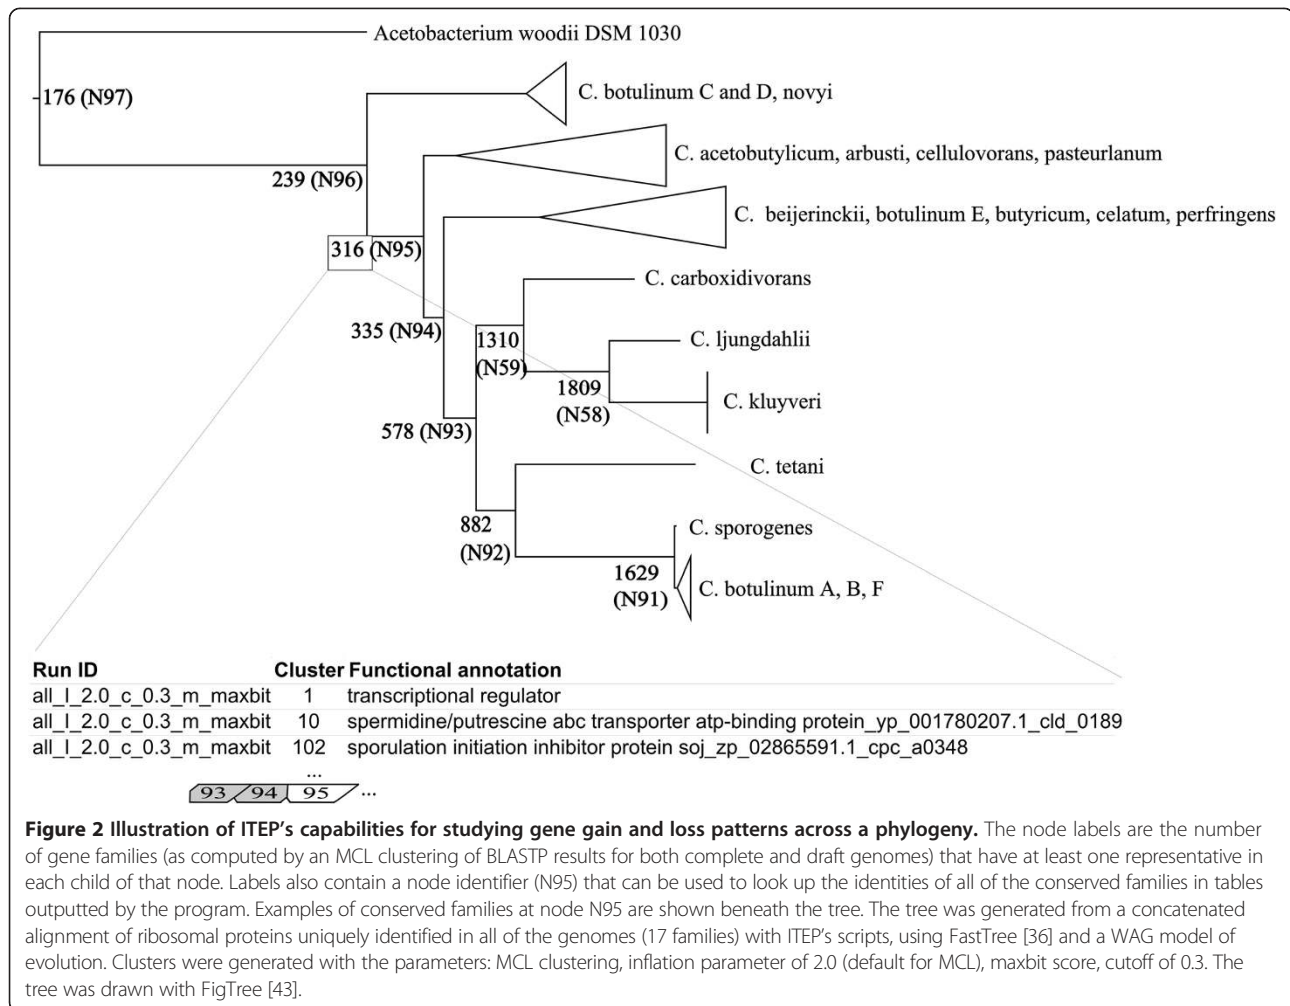 Acetobacterium woodii DSM 1030
176 (N97)
C. botulinum C and D, novyi
C. acetobutylicum, arbusti, cellulovorans, pasteurlanum
239 (N96)
C. beijerinckii, botulinum E, butyricum, celatum, perfringens
316 (N95)
C. carboxidivorans
335 (N94)
1310
(N59)
C. ljungdahlii
1809
(N58)
C. kluyveri
578 (N93)
C. tetani
882
(N92)
C. sporogenes
1629
(N91)
C. botulinum A, B, F
Run ID Cluster Functional annotation
all_I_2.0_c_0.3_m_maxbit 1 transcriptional regulator
all_I_2.0_c_0.3_m_maxbit 10 spermidine/putrescine abc transporter atp-binding protein_yp_001780207.1_cld_0189
all_I_2.0_c_0.3_m_maxbit 102 sporulation initiation inhibitor protein soj_zp_02865591.1_cpc_a0348
...
93 94 95 ...
Figure 2 Illustration of ITEP's capabilities for studying gene gain and loss patterns across a phylogeny. The node labels are the number
of gene families (as computed by an MCL clustering of BLASTP results for both complete and draft genomes) that have at least one representative in
each child of that node. Labels also contain a node identifier (N95) that can be used to look up the identities of all of the conserved families in tables
outputted by the program. Examples of conserved families at node N95 are shown beneath the tree. The tree was generated from a concatenated
alignment of ribosomal proteins uniquely identified in all of the genomes (17 families) with ITEP's scripts, using FastTree [36] and a WAG model of
evolution. Clusters were generated with the parameters: MCL clustering, inflation parameter of 2.0 (default for MCL), maxbit score, cutoff of 0.3. The
tree was drawn with FigTree [43].